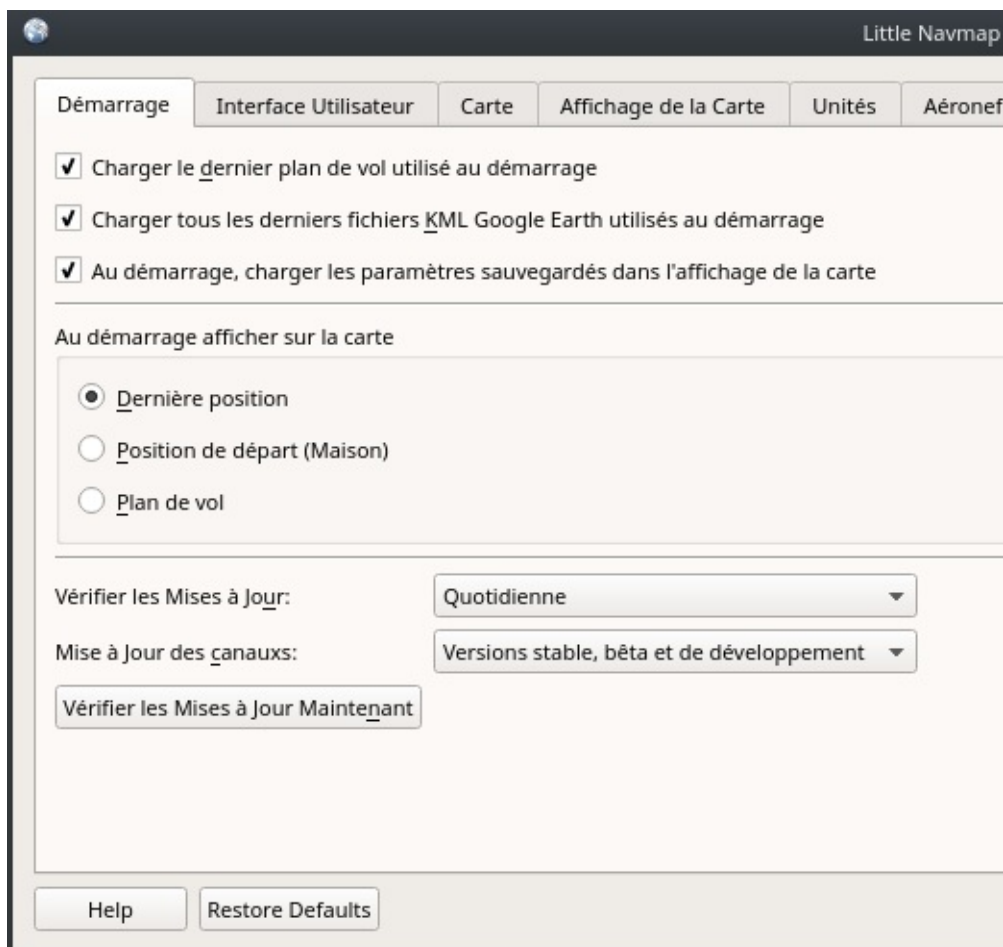 Little Navmap
Démarrage Interface Utilisateur Carte Affichage de la Carte Unités Aéronef
Charger le dernier plan de vol utilisé au démarrage
Charger tous les derniers fichiers KML Google Earth utilisés au démarrage
Au démarrage, charger les paramètres sauvegardés dans l'affichage de la carte
Au démarrage afficher sur la carte
Dernière position
Position de départ (Maison)
Plan de vol
Vérifier les Mises à Jour: Quotidienne
Mise à Jour des canauxs: Versions stable, bêta et de développement
Vérifier les Mises à Jour Maintenant
Help Restore Defaults